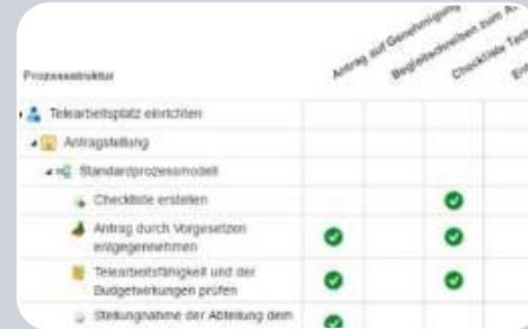 Antrag auf Genehmigung
Begleitschreiben zum A
Checkliste Tech
Prozessstruktur
Telearbeitsplatz einrichten
Antragstellung
Standardprozessmodell
Checkliste erstellen
Antrag durch Vorgesetzen
entgegennehmen
Telearbeitsfähigkeit und der
Budgetwirkungen prüfen
Stellungnahme der Abteilung dem